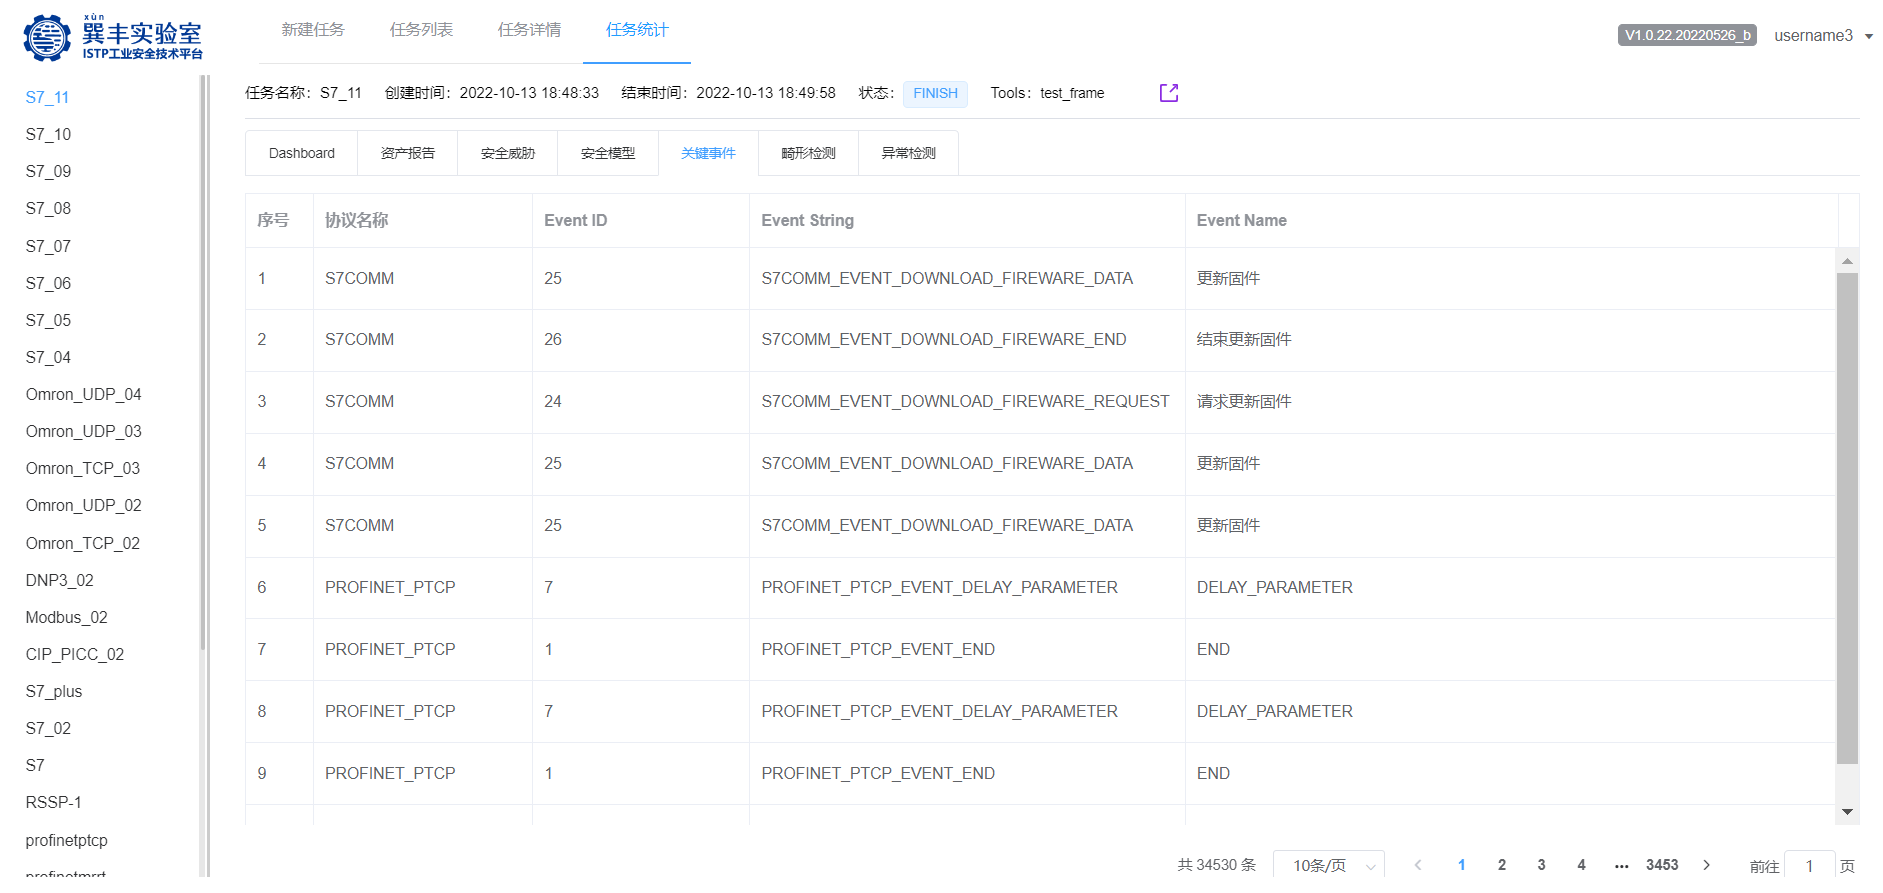 xùn
巽丰实验室
ISTP工业安全技术平台
新建任务 任务列表 任务详情 任务统计
V1.0.22.20220526_b username3
任务名称：S7_11 创建时间：2022-10-13 18:48:33 结束时间：2022-10-13 18:49:58 状态：FINISH Tools：test_frame
Dashboard 资产报告 安全威胁 安全模型 关键事件 畸形检测 异常检测
S7_11
S7_10
S7_09
S7_08
S7_07
S7_06
S7_05
S7_04
Omron_UDP_04
Omron_UDP_03
Omron_TCP_03
Omron_UDP_02
Omron_TCP_02
DNP3_02
Modbus_02
CIP_PICC_02
S7_plus
S7_02
S7
RSSP-1
profinetptcp
profinetmrrt
序号 协议名称 Event ID Event String Event Name
1 S7COMM 25 S7COMM_EVENT_DOWNLOAD_FIREWARE_DATA 更新固件
2 S7COMM 26 S7COMM_EVENT_DOWNLOAD_FIREWARE_END 结束更新固件
3 S7COMM 24 S7COMM_EVENT_DOWNLOAD_FIREWARE_REQUEST 请求更新固件
4 S7COMM 25 S7COMM_EVENT_DOWNLOAD_FIREWARE_DATA 更新固件
5 S7COMM 25 S7COMM_EVENT_DOWNLOAD_FIREWARE_DATA 更新固件
6 PROFINET_PTCP 7 PROFINET_PTCP_EVENT_DELAY_PARAMETER DELAY_PARAMETER
7 PROFINET_PTCP 1 PROFINET_PTCP_EVENT_END END
8 PROFINET_PTCP 7 PROFINET_PTCP_EVENT_DELAY_PARAMETER DELAY_PARAMETER
9 PROFINET_PTCP 1 PROFINET_PTCP_EVENT_END END
共 34530 条 10条/页 1 2 3 4 ••• 3453 前往 1 页